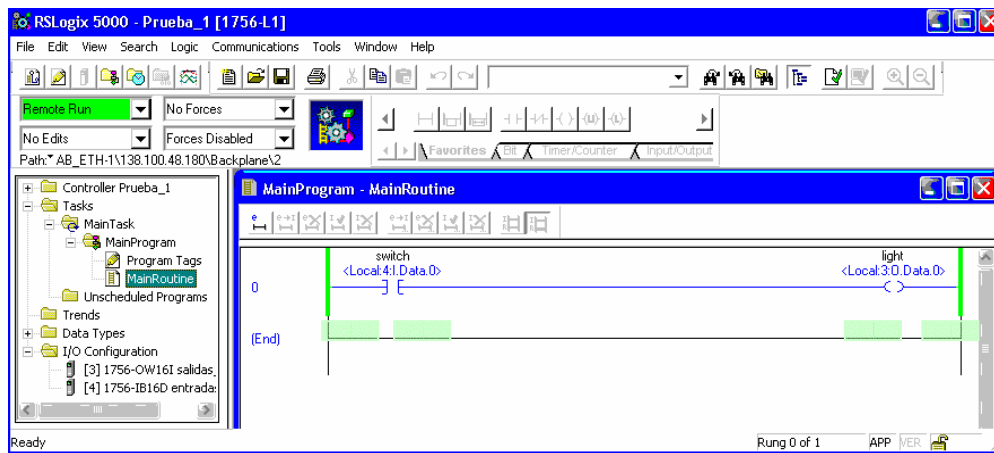 RSLogix 5000 - Prueba_1 [1756-L1]
File Edit View Search Logic Communications Tools Window Help
Remote Run No Forces
No Edits Forces Disabled
Path:* AB_ETH-1\138.100.48.180\Backplane\2
Favorites Bit Timer/Counter Input/Output
Controller Prueba_1
Tasks
MainTask
MainProgram
Program Tags
MainRoutine
Unscheduled Programs
Trends
Data Types
I/O Configuration
[3] 1756-OW16I salidas_
[4] 1756-IB16D entradas
MainProgram - MainRoutine
switch light
<Local:4:I.Data.0> <Local:3:O.Data.0>
0
(End)
Ready Rung 0 of 1 APP VER